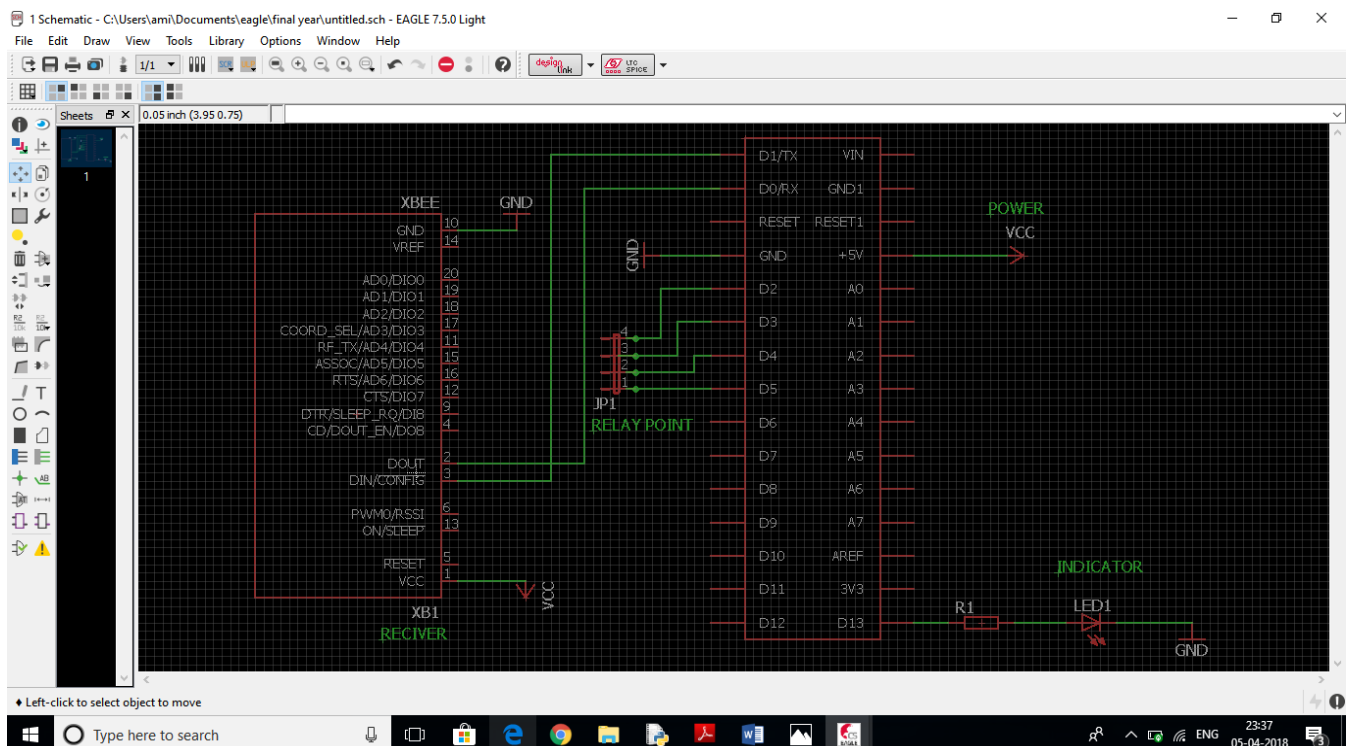 1 Schematic - C:\Users\ami\Documents\eagle\final year\untitled.sch - EAGLE 7.5.0 Light
File Edit Draw View Tools Library Options Window Help
1/1
design link
LTC SPICE
Sheets
0.05 inch (3.95 0.75)
1
XBEE
GND
GND 10
VREF 14
AD0/DIO0 20
AD1/DIO1 19
AD2/DIO2 18
COORD_SEL/AD3/DIO3 17
RF_TX/AD4/DIO4 11
ASSOC/AD5/DIO5 15
RTS/AD6/DIO6 16
CTS/DIO7 12
DTR/SLEEP_RQ/DI8 9
CD/DOUT_EN/DO8 4
DOUT 2
DIN/CONFIG 3
PWM0/RSSI 6
ON/SLEEP 13
RESET 5
VCC 1
VCC
XB1
RECIVER
GND
4
3
2
1
JP1
RELAY POINT
D1/TX VIN
D0/RX GND1
RESET RESET1
GND +5V
D2 A0
D3 A1
D4 A2
D5 A3
D6 A4
D7 A5
D8 A6
D9 A7
D10 AREF
D11 3V3
D12 D13
POWER
VCC
INDICATOR
R1
LED1
GND
Left-click to select object to move
Type here to search
ENG
23:37
05-04-2018